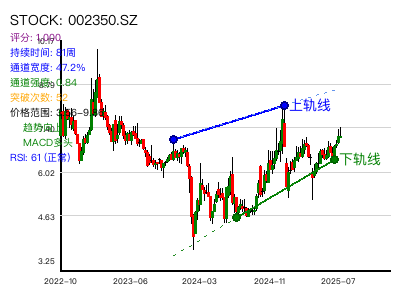 STOCK: 002350.SZ
评分: 1.000
持续时间: 81周
通道宽度: 47.2%
通道强度: 0.84
突破次数: 52
价格范围:
趋势向上
MACD多头
RSI: 61 (正常)
上轨线
下轨线
6.02
4.63
3.25
2022-10
2023-06
2024-03
2024-11
2025-07